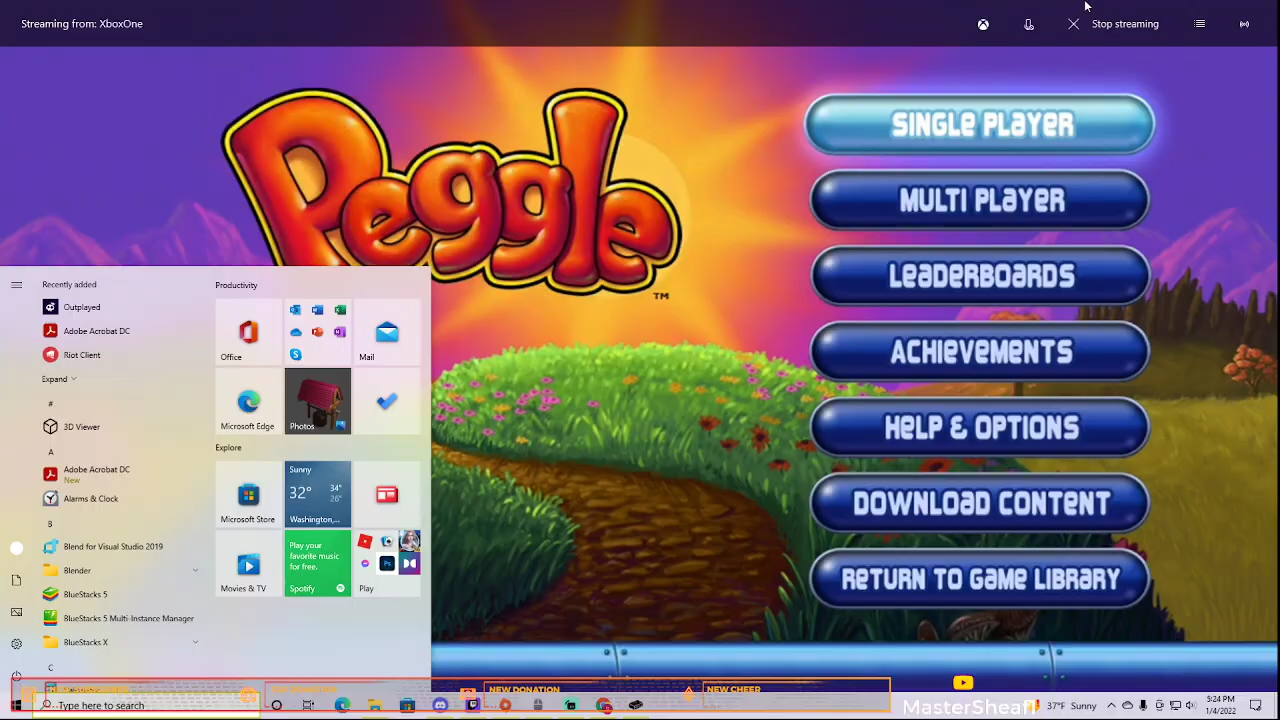 Streaming from: XboxOne
Stop streaming
Peggle
TM
SINGLE PLAYER
MULTI PLAYER
LEADERBOARDS
ACHIEVEMENTS
HELP & OPTIONS
DOWNLOAD CONTENT
RETURN TO GAME LIBRARY
Recently added
Outplayed
Adobe Acrobat DC
Riot Client
Expand
#
3D Viewer
A
Adobe Acrobat DC
New
Alarms & Clock
B
Blend for Visual Studio 2019
Blender
BlueStacks 5
BlueStacks 5 Multi-Instance Manager
BlueStacks X
C
Productivity
Office
Mail
Microsoft Edge
Photos
Explore
Microsoft Store
Sunny
32°
34°
26°
Washington,...
Movies & TV
Play your
favorite music
for free.
Spotify
Play
NEW DONATION
NEW CHEER
Type here to search
37°F Sunny
5:24 PM
1/4/2022